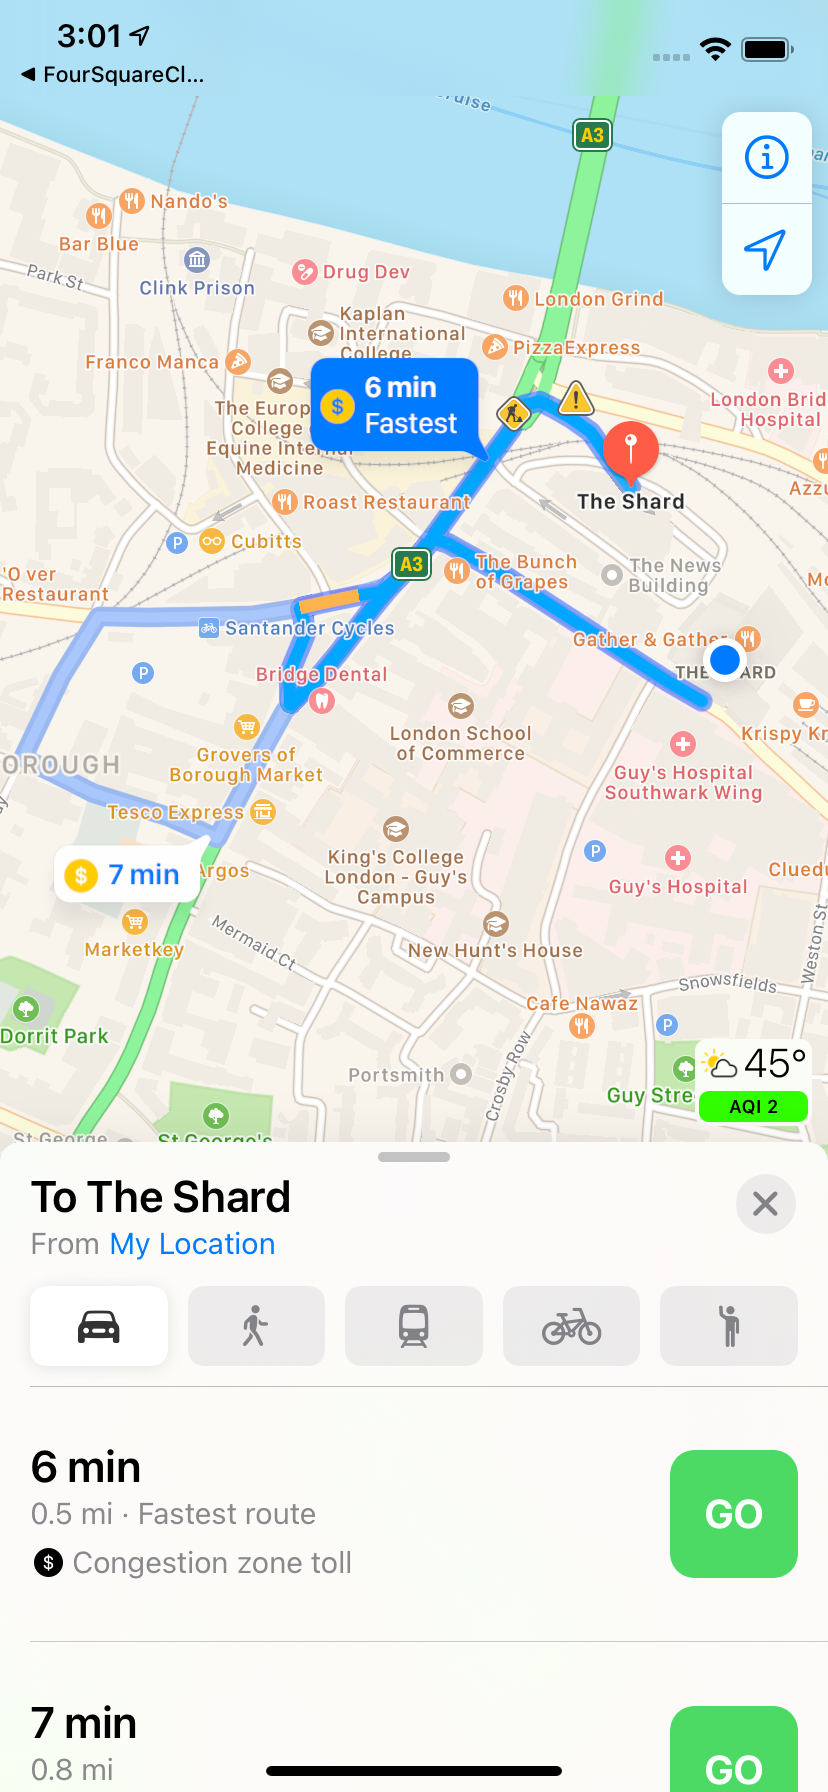 3:01
FourSquareCl...
A3
Nando's
Bar Blue
Park St
Clink Prison
Drug Dev
London Grind
Kaplan
International
College
PizzaExpress
Franco Manca
6 min
Fastest
The Europ
College
Equine Internal
Medicine
London Brid
Hospital
Roast Restaurant
The Shard
Azzu
Cubitts
P
A3
The Bunch
of Grapes
The News
Building
'O ver
Restaurant
Santander Cycles
Gather & Gather
P
Bridge Dental
THE
ARD
London School
of Commerce
Krispy Kr
OROUGH
Grovers of
Borough Market
Guy's Hospital
Southwark Wing
Tesco Express
7 min
Argos
King's College
London - Guy's
Campus
P
Guy's Hospital
Clued
Marketkey
Mermaid Ct
New Hunt's House
Weston St
Snowsfields
Dorrit Park
Cafe Nawaz
P
Crosby Row
Portsmith
Guy Stre
45°
AQI 2
St George
St George's
To The Shard
From My Location
6 min
0.5 mi · Fastest route
$ Congestion zone toll
GO
7 min
0.8 mi
GO